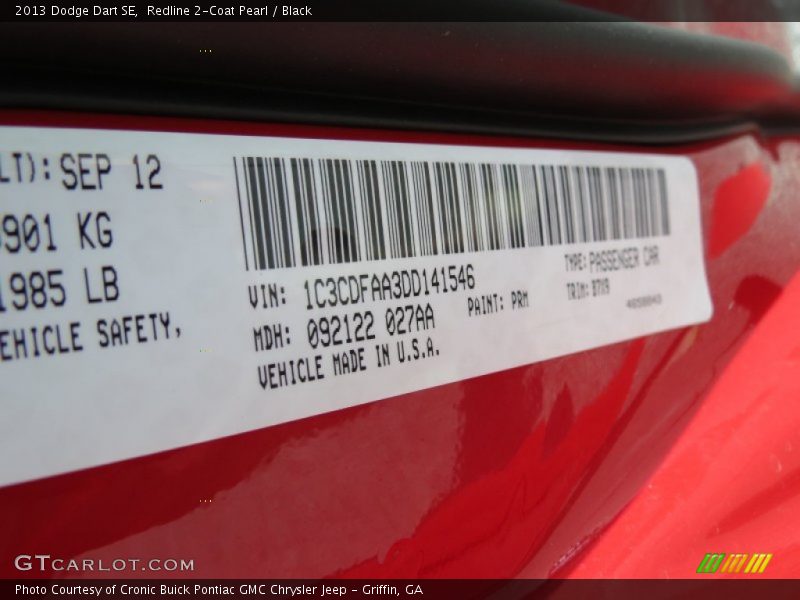 2013 Dodge Dart SE,  Redline 2-Coat Pearl / Black
LT): SEP 12
901 KG
1985 LB
EHICLE SAFETY,
VIN: 1C3CDFAA3DD141546
MDH: 092122 027AA
PAINT: PRM
VEHICLE MADE IN U.S.A.
TYPE: PASSENGER CAR
TRIM:
GTCARLOT.COM
Photo Courtesy of Cronic Buick Pontiac GMC Chrysler Jeep - Griffin, GA